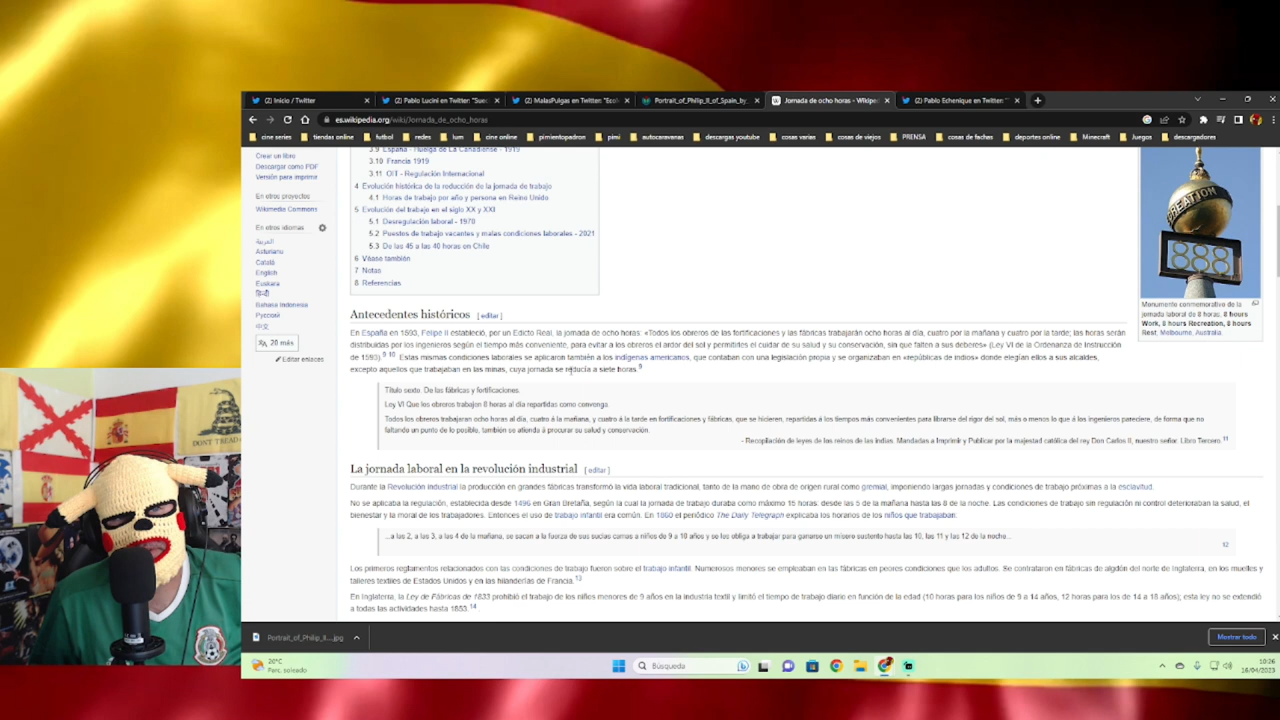 (2) Inicio / Twitter
(2) Pablo Lucini en Twitter: "Suec
(2) MalasPulgas en Twitter: "Ecol
Portrait_of_Philip_II_of_Spain_by
Jornada de ocho horas - Wikipe
(2) Pablo Echenique en Twitter: "
es.wikipedia.org/wiki/Jornada_de_ocho_horas
cine series
tiendas online
futbol
redes
lum
cine online
pimientopadron
pimi
autocaravanas
descargas youtube
cosas varias
cosas de viejos
PRENSA
cosas de fachas
deportes online
Minecraft
Juegos
descargadores
Crear un libro
Descargar como PDF
Versión para imprimir
En otros proyectos
Wikimedia Commons
En otros idiomas
العربية
Asturianu
Català
English
Euskara
हिन्दी
Bahasa Indonesia
Русский
中文
20 más
Editar enlaces
3.9 España - Huelga de La Canadiense - 1919
3.10 Francia 1919
3.11 OIT - Regulación Internacional
4 Evolución histórica de la reducción de la jornada de trabajo
4.1 Horas de trabajo por año y persona en Reino Unido
5 Evolución del trabajo en el siglo XX y XXI
5.1 Desregulación laboral - 1970
5.2 Puestos de trabajo vacantes y malas condiciones laborales - 2021
5.3 De las 45 a las 40 horas en Chile
6 Véase también
7 Notas
8 Referencias
CREATION
888
Monumento conmemorativo de la
jornada laboral de 8 horas, 8 hours
Work, 8 hours Recreation, 8 hours
Rest, Melbourne, Australia.
Antecedentes históricos [ editar ]
En España en 1593, Felipe II estableció, por un Edicto Real, la jornada de ocho horas: «Todos los obreros de las fortificaciones y las fábricas trabajarán ocho horas al día, cuatro por la mañana y cuatro por la tarde; las horas serán
distribuidas por los ingenieros según el tiempo más conveniente, para evitar a los obreros el ardor del sol y permitirles el cuidar de su salud y su conservación, sin que falten a sus deberes» (Ley VI de la Ordenanza de Instrucción
de 1593).9 10 Estas mismas condiciones laborales se aplicaron también a los indígenas americanos, que contaban con una legislación propia y se organizaban en «repúblicas de indios» donde elegían ellos a sus alcaldes,
excepto aquellos que trabajaban en las minas, cuya jornada se reducía a siete horas.9
Título sexto. De las fábricas y fortificaciones.
Ley VI Que los obreros trabajen 8 horas al día repartidas como convenga.
Todos los obreros trabajaran ocho horas al día, cuatro á la mañana, y cuatro á la tarde en fortificaciones y fábricas, que se hicieren, repartidas á los tiempos más convenientes para librarse del rigor del sol, más o menos lo que á los ingenieros pareciere, de forma que no
faltando un punto de lo posible, también se atienda á procurar su salud y conservación.
- Recopilación de leyes de los reinos de las Indias. Mandadas a Imprimir y Publicar por la majestad católica del rey Don Carlos II, nuestro señor. Libro Tercero.11
La jornada laboral en la revolución industrial [ editar ]
Durante la Revolución industrial la producción en grandes fábricas transformó la vida laboral tradicional, tanto de la mano de obra de origen rural como gremial, imponiendo largas jornadas y condiciones de trabajo próximas a la esclavitud.
No se aplicaba la regulación, establecida desde 1496 en Gran Bretaña, según la cual la jornada de trabajo duraba como máximo 15 horas, desde las 5 de la mañana hasta las 8 de la noche. Las condiciones de trabajo sin regulación ni control deterioraban la salud, el
bienestar y la moral de los trabajadores. Entonces el uso de trabajo infantil era común. En 1860 el periódico The Daily Telegraph explicaba los horarios de los niños que trabajaban:
...a las 2, a las 3, a las 4 de la mañana, se sacan a la fuerza de sus sucias camas a niños de 9 a 10 años y se los obliga a trabajar para ganarse un mísero sustento hasta las 10, las 11 y las 12 de la noche...
12
Los primeros reglamentos relacionados con las condiciones de trabajo fueron sobre el trabajo infantil. Numerosos menores se empleaban en las fábricas en peores condiciones que los adultos. Se contrataron en fábricas de algodón del norte de Inglaterra, en los muelles y
talleres textiles de Estados Unidos y en las hilanderías de Francia.13
En Inglaterra, la Ley de Fábricas de 1833 prohibió el trabajo de los niños menores de 9 años en la industria textil y limitó el tiempo de trabajo diario en función de la edad (10 horas para los niños de 9 a 14 años, 12 horas para los de 14 a 18 años); esta ley no se extendió
a todas las actividades hasta 1853.14
DON'T TREAD
MEXICO
Portrait_of_Philip_II....jpg
Mostrar todo
20°C
Perc. soleado
Búsqueda
10:26
18/04/2023